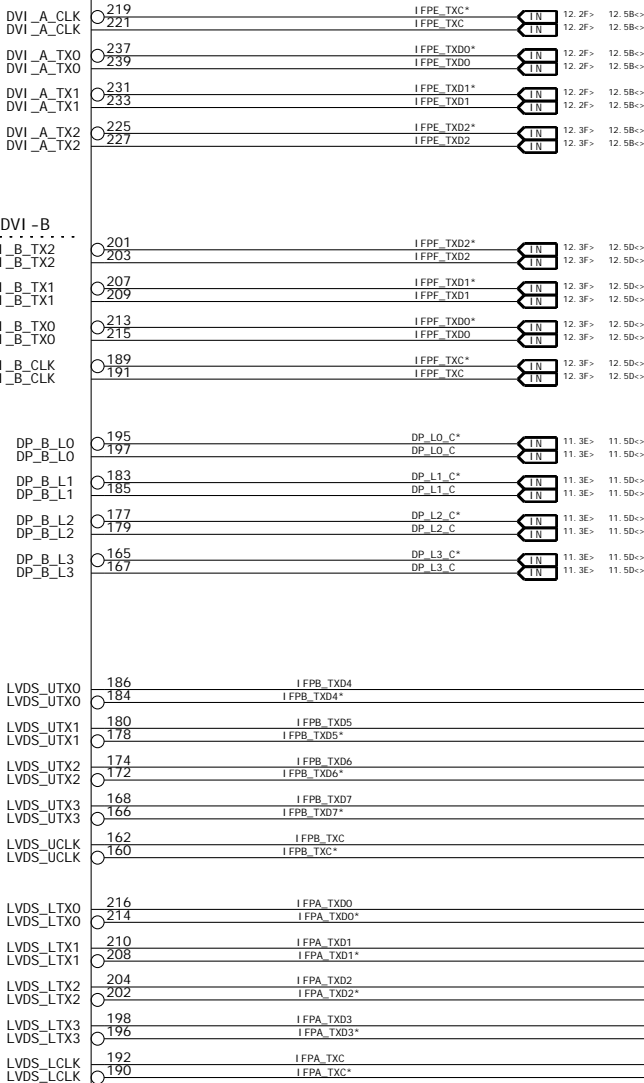 DVI_A_CLK 219 IFPE_TXC* IN 12.2F> 12.5B<>
DVI_A_CLK 221 IFPE_TXC IN 12.2F> 12.5B<>
DVI_A_TX0 237 IFPE_TXD0* IN 12.2F> 12.5B<>
DVI_A_TX0 239 IFPE_TXD0 IN 12.2F> 12.5B<>
DVI_A_TX1 231 IFPE_TXD1* IN 12.2F> 12.5B<>
DVI_A_TX1 233 IFPE_TXD1 IN 12.2F> 12.5B<>
DVI_A_TX2 225 IFPE_TXD2* IN 12.3F> 12.5B<>
DVI_A_TX2 227 IFPE_TXD2 IN 12.3F> 12.5B<>
DVI-B
I_B_TX2 201 IFPF_TXD2* IN 12.3F> 12.5D<>
I_B_TX2 203 IFPF_TXD2 IN 12.3F> 12.5D<>
I_B_TX1 207 IFPF_TXD1* IN 12.3F> 12.5D<>
I_B_TX1 209 IFPF_TXD1 IN 12.3F> 12.5D<>
I_B_TX0 213 IFPF_TXD0* IN 12.3F> 12.5D<>
I_B_TX0 215 IFPF_TXD0 IN 12.3F> 12.5D<>
I_B_CLK 189 IFPF_TXC* IN 12.3F> 12.5D<>
I_B_CLK 191 IFPF_TXC IN 12.3F> 12.5D<>
DP_B_L0 195 DP_L0_C* IN 11.3E> 11.5D<>
DP_B_L0 197 DP_L0_C IN 11.3E> 11.5D<>
DP_B_L1 183 DP_L1_C* IN 11.3E> 11.5D<>
DP_B_L1 185 DP_L1_C IN 11.3E> 11.5D<>
DP_B_L2 177 DP_L2_C* IN 11.3E> 11.5D<>
DP_B_L2 179 DP_L2_C IN 11.3E> 11.5D<>
DP_B_L3 165 DP_L3_C* IN 11.3E> 11.5D<>
DP_B_L3 167 DP_L3_C IN 11.3E> 11.5D<>
LVDS_UTX0 186 IFPB_TXD4
LVDS_UTX0 184 IFPB_TXD4*
LVDS_UTX1 180 IFPB_TXD5
LVDS_UTX1 178 IFPB_TXD5*
LVDS_UTX2 174 IFPB_TXD6
LVDS_UTX2 172 IFPB_TXD6*
LVDS_UTX3 168 IFPB_TXD7
LVDS_UTX3 166 IFPB_TXD7*
LVDS_UCLK 162 IFPB_TXC
LVDS_UCLK 160 IFPB_TXC*
LVDS_LTX0 216 IFPA_TXD0
LVDS_LTX0 214 IFPA_TXD0*
LVDS_LTX1 210 IFPA_TXD1
LVDS_LTX1 208 IFPA_TXD1*
LVDS_LTX2 204 IFPA_TXD2
LVDS_LTX2 202 IFPA_TXD2*
LVDS_LTX3 198 IFPA_TXD3
LVDS_LTX3 196 IFPA_TXD3*
LVDS_LCLK 192 IFPA_TXC
LVDS_LCLK 190 IFPA_TXC*